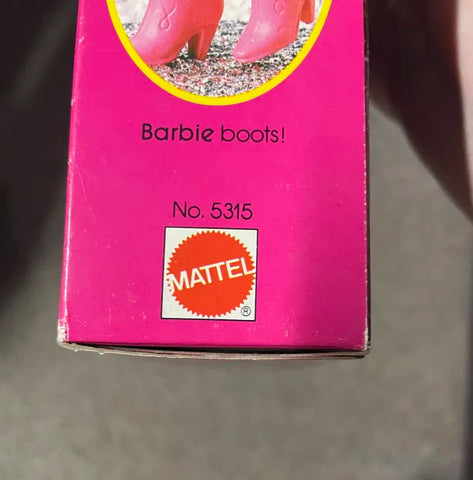 Barbie boots!
No. 5315
MATTEL
®